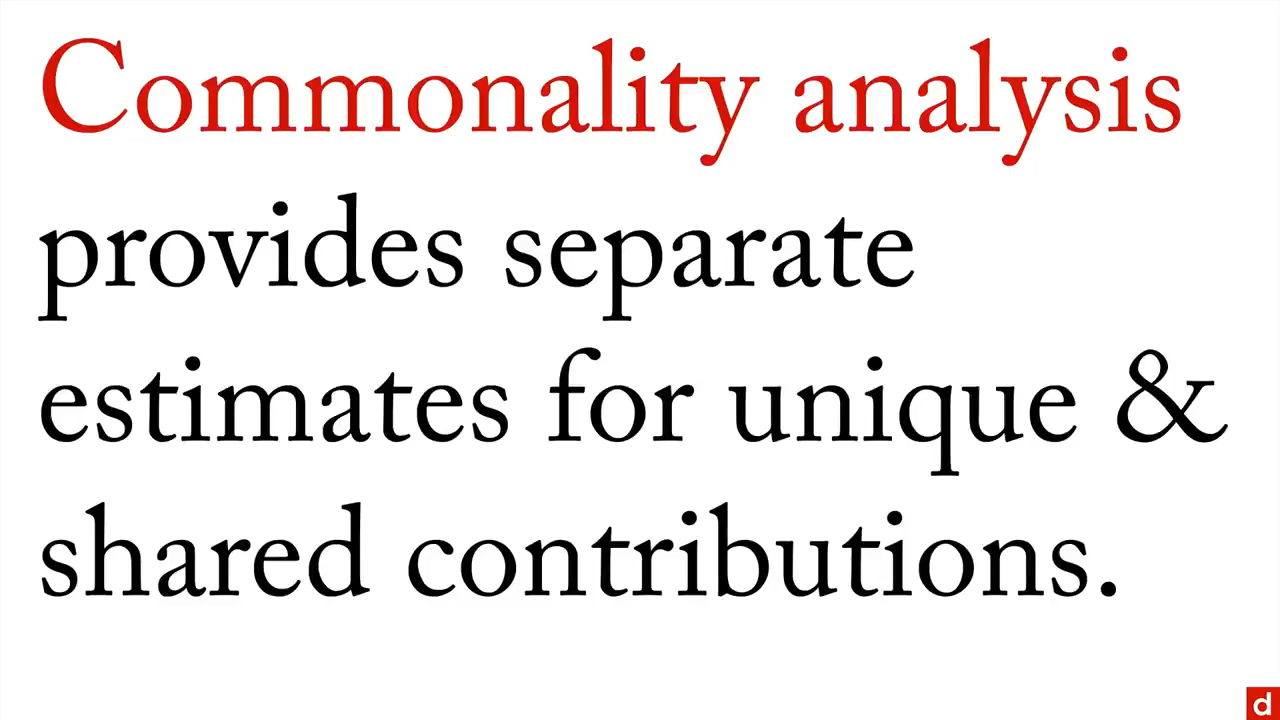 Commonality analysis
provides separate
estimates for unique &
shared contributions.
d